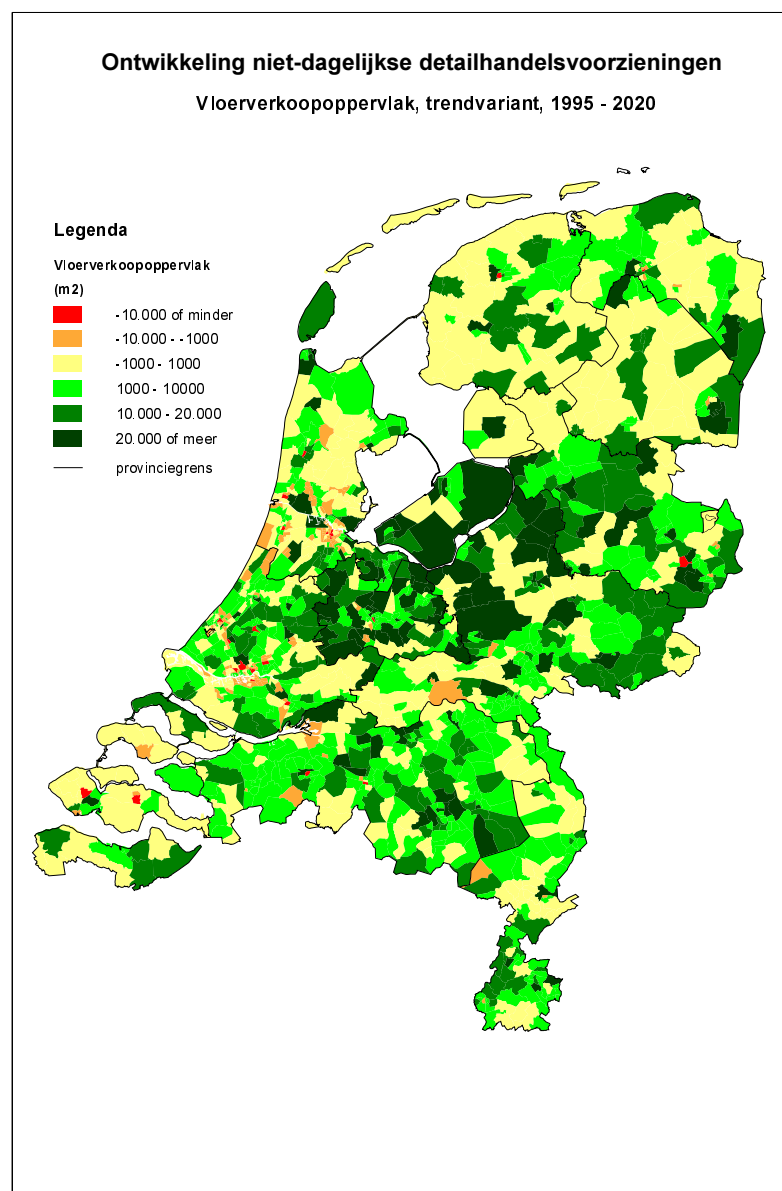 Ontwikkeling niet-dagelijkse detailhandelsvoorzieningen
Vloerverkoopoppervlak, trendvariant, 1995 - 2020
Legenda
Vloerverkoopoppervlak
(m2)
-10.000 of minder
-10.000 - -1000
-1000 - 1000
1000 - 10000
10.000 - 20.000
20.000 of meer
provinciegrens